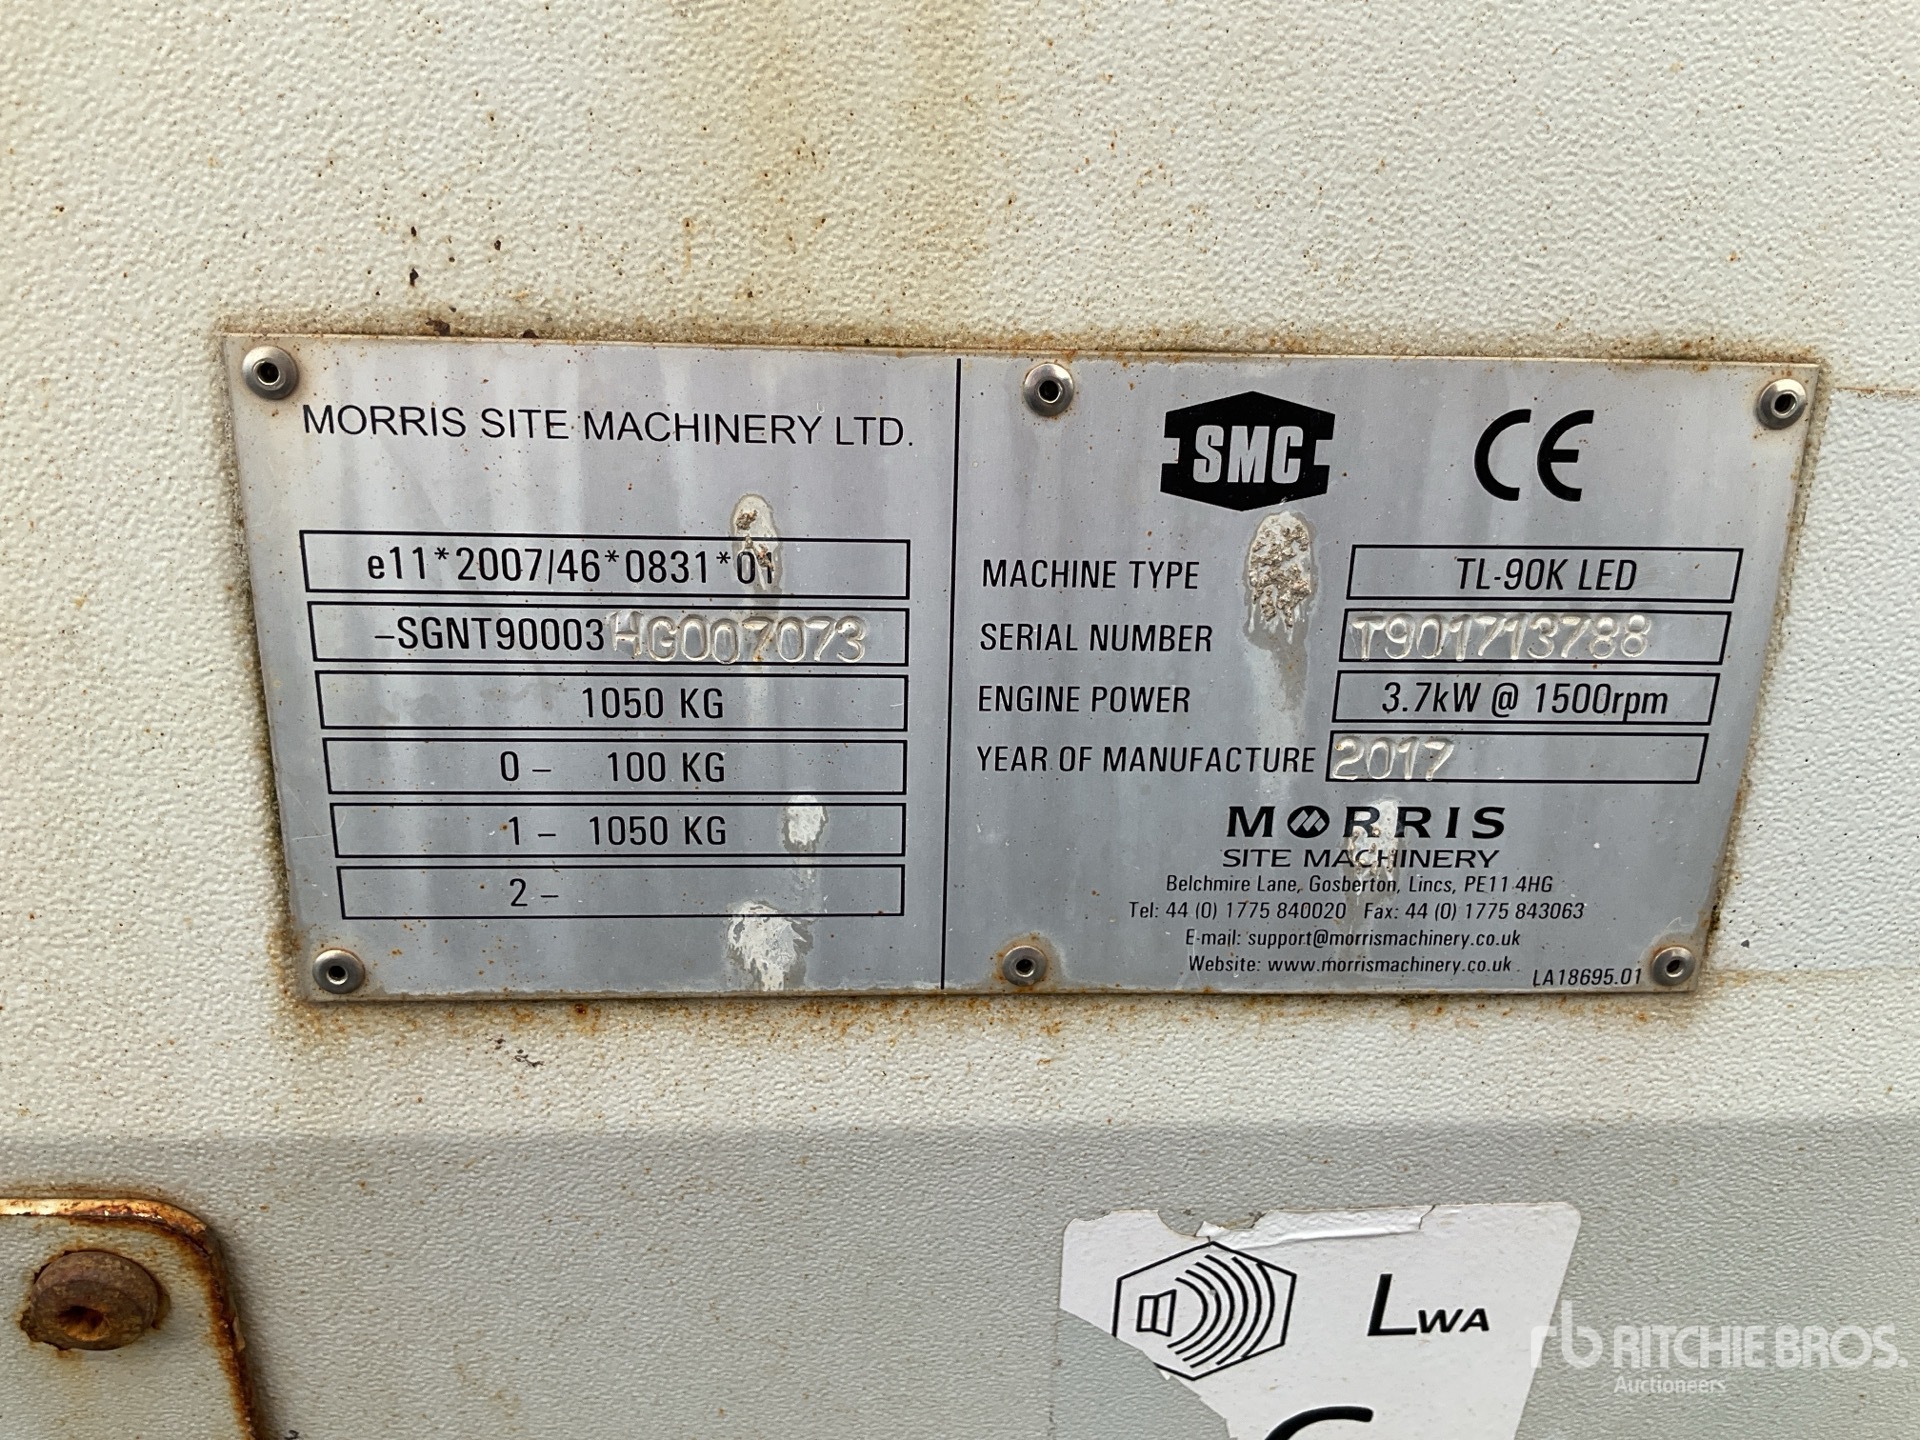 MORRIS SITE MACHINERY LTD.
e11*2007/46*0831*01
-SGNT90003HG007073
1050 KG
0 - 100 KG
1 - 1050 KG
2 -
SMC CE
MACHINE TYPE TL-90K LED
SERIAL NUMBER T901713788
ENGINE POWER 3.7kW @ 1500rpm
YEAR OF MANUFACTURE 2017
MORRIS
SITE MACHINERY
Belchmire Lane, Gosberton, Lincs, PE11 4HG
Tel: 44 (0) 1775 840020 Fax: 44 (0) 1775 843063
E-mail: support@morrismachinery.co.uk
Website: www.morrismachinery.co.uk
LA18695.01
LWA
rb RITCHIE BROS.
Auctioneers